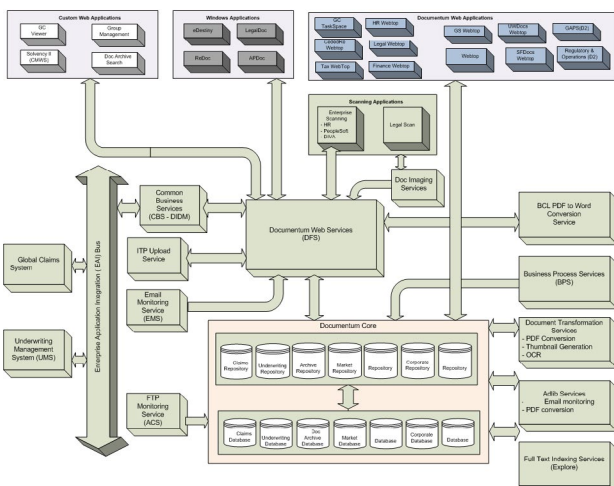 Custom Web Applications
GC
Viewer
Group
Management
Solvency II
(CMWS)
Doc Archive
Search
Windows Applications
eDestiny
LegalDoc
ReDoc
AFDoc
Documentum Web Applications
GC
TaskSpace
HR Webtop
Webtop
Legal Webtop
Tax WebTop
Finance Webtop
GS Webtop
UWDocs
Webtop
GAPS(D2)
Webtop
SFDocs
Webtop
Regulators &
Operations (D2)
Scanning Applications
Enterprise
Scanning
- HR
- PeopleSoft
- DIVA
Legal Scan
Doc Imaging
Services
Enterprise Application Integration ( EAI) Bus
Common
Business
Services
(CBS - DIDM)
Documentum Web Services
(DFS)
BCL PDF to Word
Conversion
Service
Global Claims
System
ITP Upload
Service
Business Process Services
(BPS)
Email
Monitoring
Service
(EMS)
Underwriting
Management
System (UMS)
Documentum Core
Claims
Repository
Underwriting
Repository
Archive
Repository
Market
Repository
Repository
Corporate
Repository
Repository
Document Transformation
Services
- PDF Conversion
- Thumbnail Generation
- OCR
FTP
Monitoring
Service
(ACS)
Claims
Database
Underwriting
Database
Doc
Archive
Database
Market
Database
Database
Corporate
Database
Database
Adlib Services
- Email monitoring
- PDF conversion
Full Text Indexing Services
(Explore)